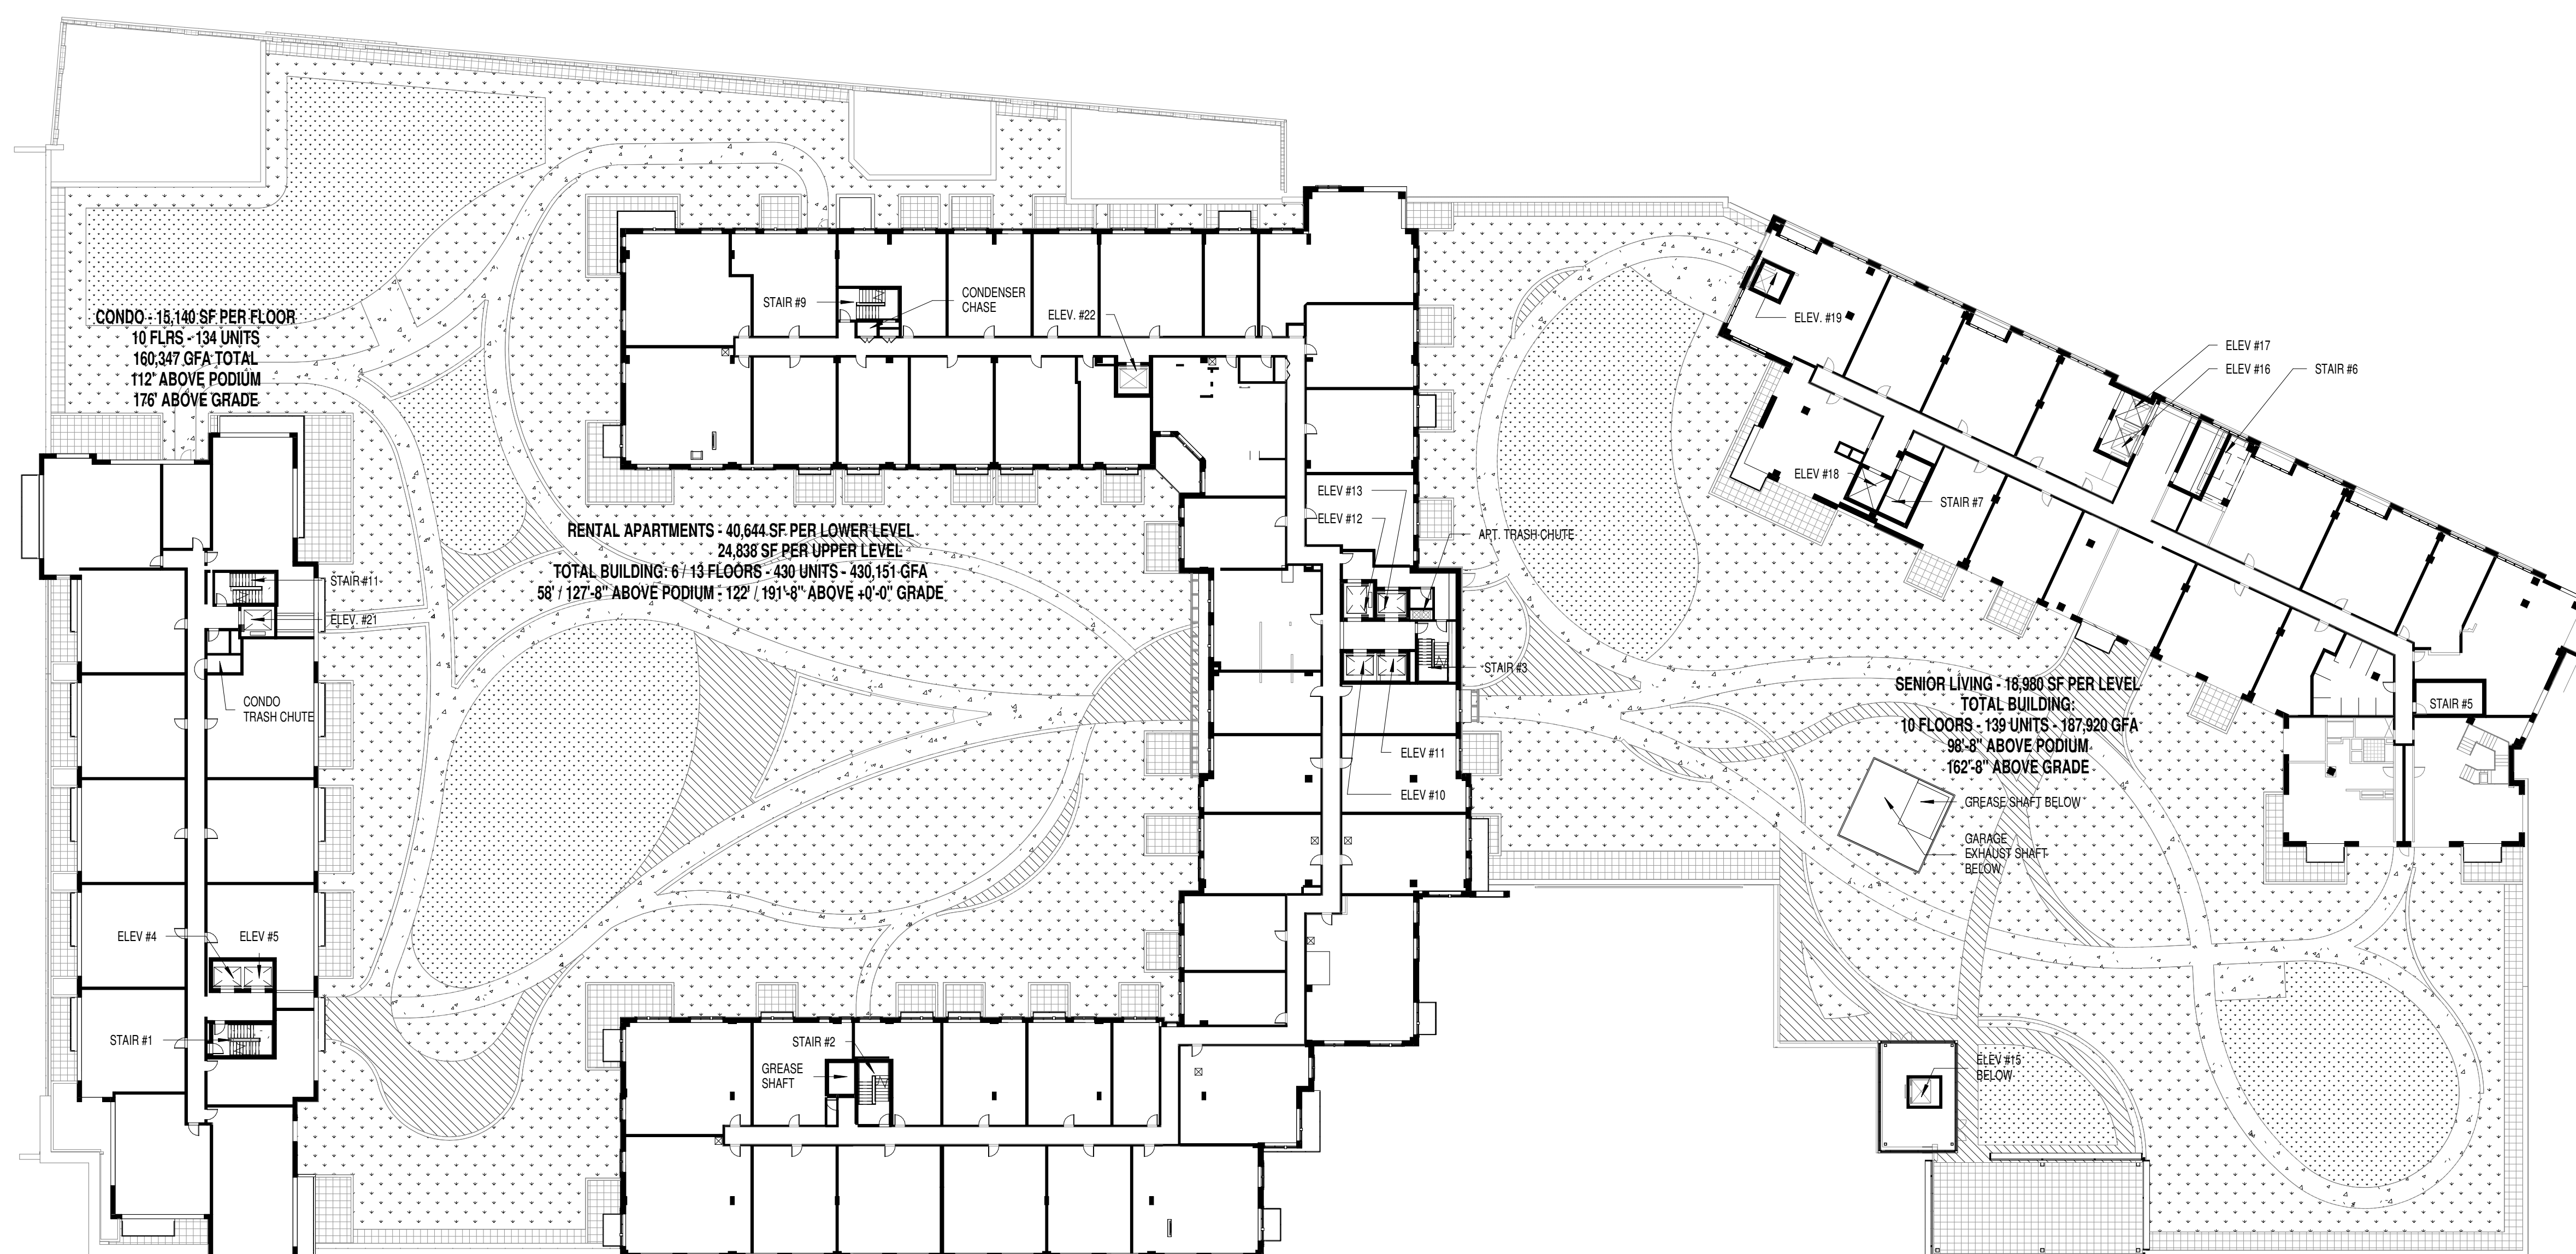 CONDO - 15,140 SF PER FLOOR
10 FLRS - 134 UNITS
160,347 GFA TOTAL
112' ABOVE PODIUM
176' ABOVE GRADE
STAIR #11
ELEV. #21
CONDO
TRASH CHUTE
ELEV #4
ELEV #5
STAIR #1
STAIR #9
CONDENSER
CHASE
ELEV. #22
RENTAL APARTMENTS - 40,644 SF PER LOWER LEVEL
24,838 SF PER UPPER LEVEL
TOTAL BUILDING: 6 / 13 FLOORS - 430 UNITS - 430,151 GFA
58' / 127'-8" ABOVE PODIUM - 122' / 191'-8" ABOVE +0'-0" GRADE
ELEV #13
ELEV #12
APT. TRASH CHUTE
STAIR #3
ELEV #11
ELEV #10
STAIR #2
GREASE
SHAFT
ELEV. #19
ELEV #17
ELEV #16
STAIR #6
ELEV #18
STAIR #7
STAIR #5
SENIOR LIVING - 18,980 SF PER LEVEL
TOTAL BUILDING:
10 FLOORS - 139 UNITS - 187,920 GFA
98'-8" ABOVE PODIUM
162'-8" ABOVE GRADE
GREASE SHAFT BELOW
GARAGE
EXHAUST SHAFT
BELOW
ELEV #15
BELOW